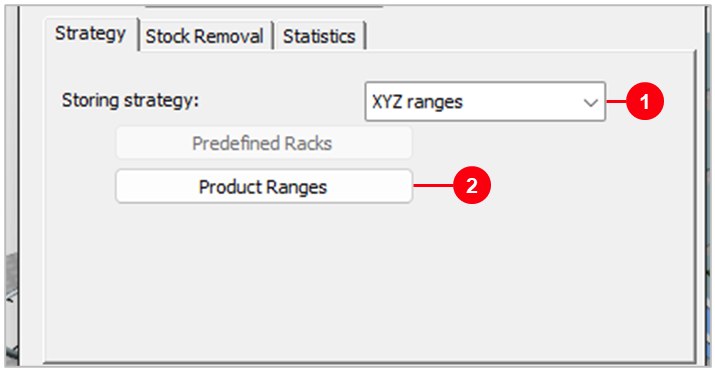 Strategy Stock Removal Statistics
Storing strategy: XYZ ranges 1
Predefined Racks
Product Ranges 2